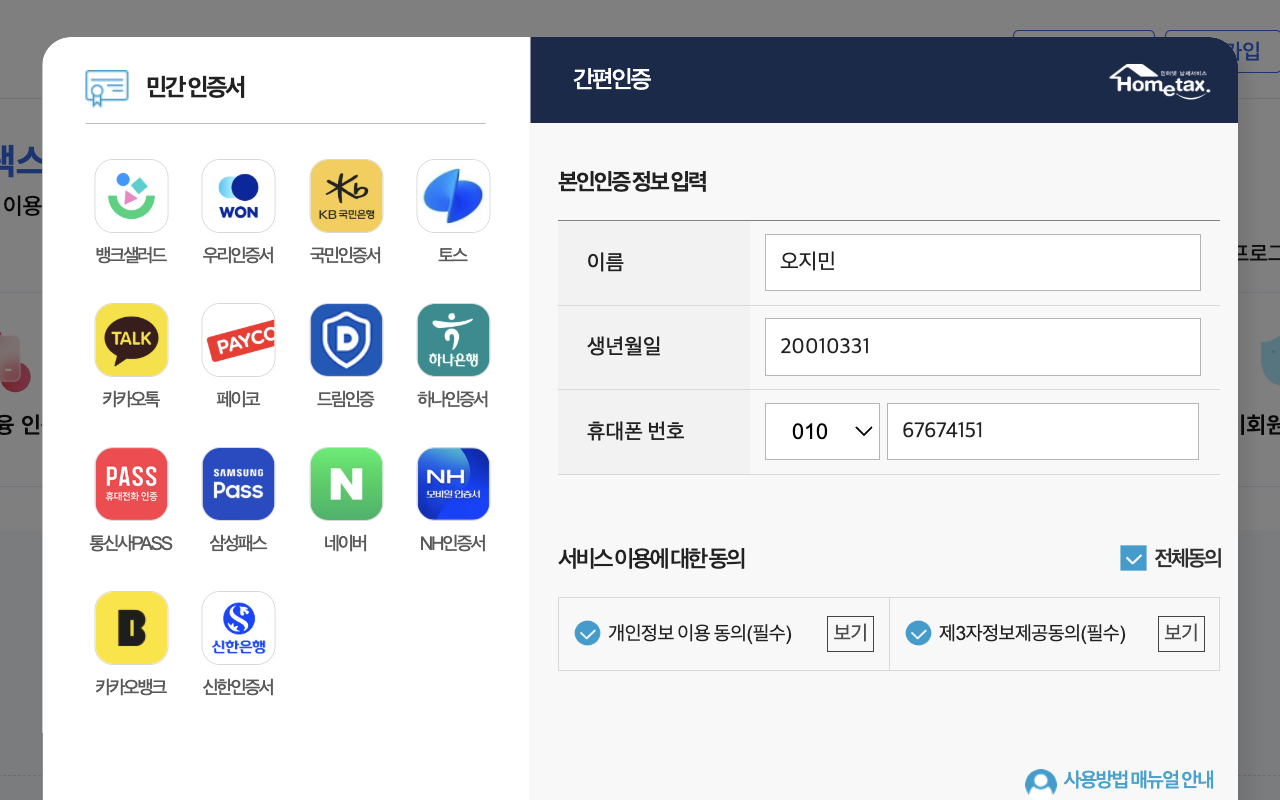 가입
민간 인증서
간편인증
인터넷 납세서비스
Hometax.
택스
이용
프로그
용 인
회원
WON
KB 국민은행
뱅크샐러드
우리인증서
국민인증서
토스
TALK
PAYCO
D
하나은행
카카오톡
페이코
드림인증
하나인증서
PASS
휴대전화 인증
SAMSUNG
Pass
N
NH
모바일 인증서
통신사PASS
삼성패스
네이버
NH인증서
B
S
신한은행
카카오뱅크
신한인증서
본인인증 정보 입력
이름
오지민
생년월일
20010331
휴대폰 번호
010
67674151
서비스 이용에 대한 동의
전체동의
개인정보 이용 동의(필수)
보기
제3자정보제공동의(필수)
보기
사용방법 매뉴얼 안내